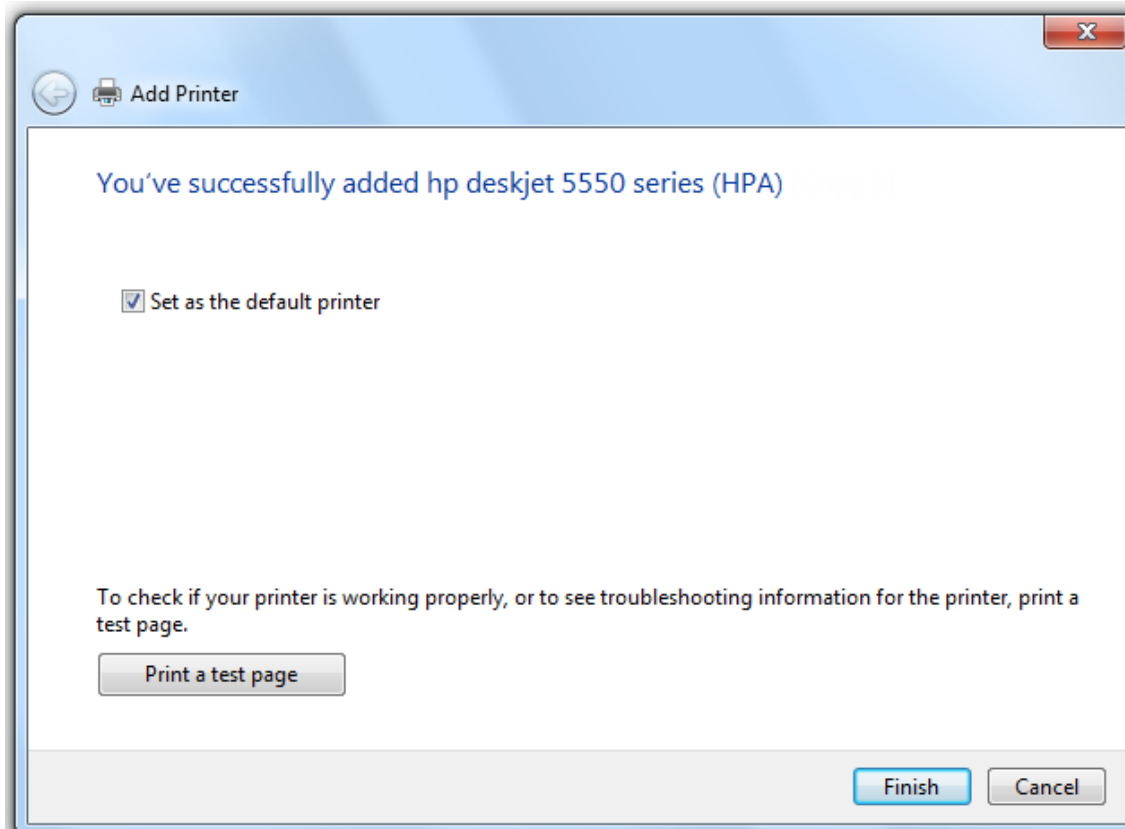 Add Printer
You've successfully added hp deskjet 5550 series (HPA)
Set as the default printer
To check if your printer is working properly, or to see troubleshooting information for the printer, print a
test page.
Print a test page
Finish Cancel